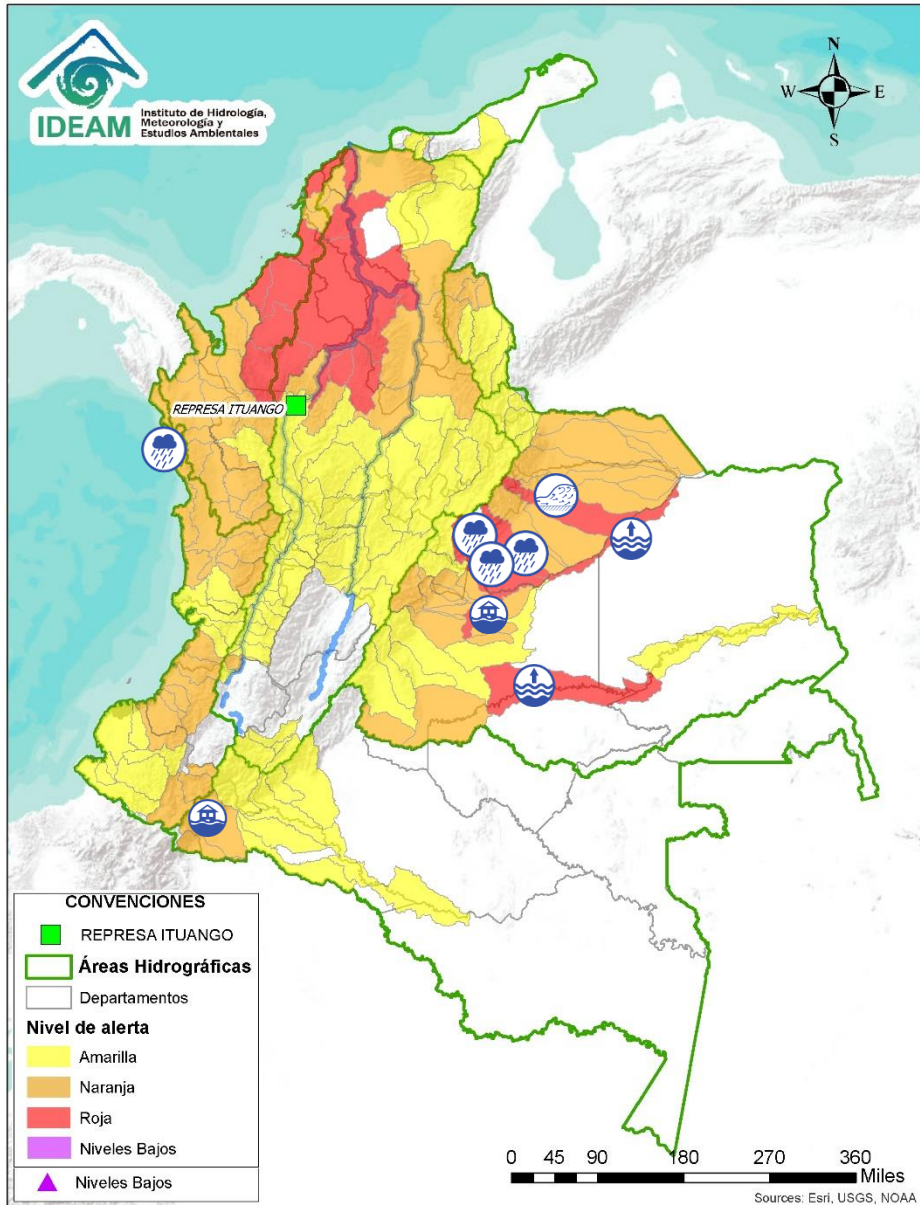 IDEAM
Instituto de Hidrología,
Meteorología y
Estudios Ambientales
N
W
E
S
REPRESA ITUANGO
CONVENCIONES
REPRESA ITUANGO
Áreas Hidrográficas
Departamentos
Nivel de alerta
Amarilla
Naranja
Roja
Niveles Bajos
Niveles Bajos
0 45 90 180 270 360
Miles
Sources: Esri, USGS, NOAA